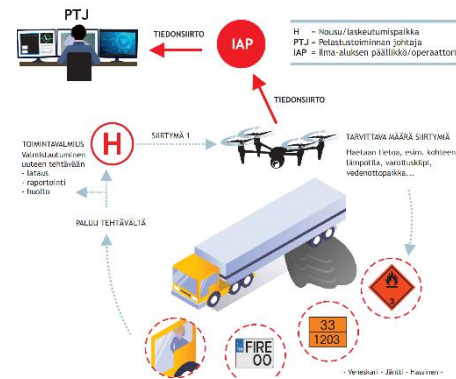 PTJ
TIEDONSIIRTO
IAP
H = Nousu/laskeutumispaikka
PTJ = Pelastustoiminnan johtaja
IAP = Ilma-aluksen päällikkö/operaattori
TIEDONSIIRTO
TOIMINTAVALMIUS
Valmistautuminen
uuteen tehtävään
- lataus
- raportointi
- huolto
H
SIIRTYMÄ 1
TARVITTAVA MÄÄRÄ SIIRTYMIÄ
Haetaan tietoa, esim. kohteen
lämpötila, varoituskilpi,
vedenottopaikka...
PALUU TEHTÄVÄLTÄ
FIRE
00
33
1203
3
- Veneskari - Jäntti - Hassinen -